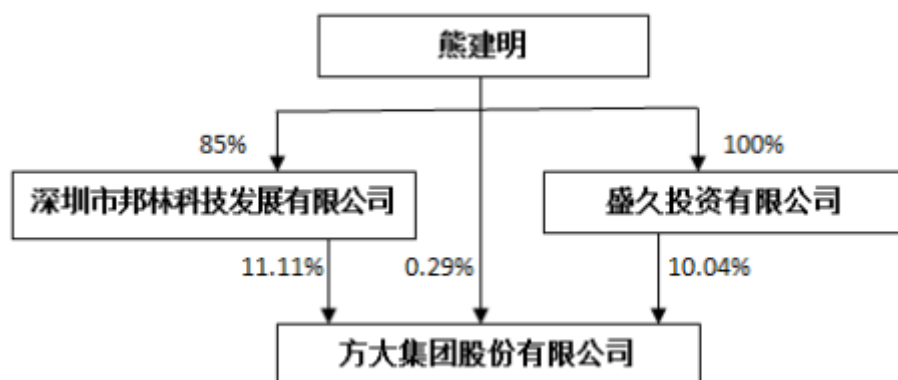 熊建明
85%
100%
深圳市邦林科技发展有限公司
盛久投资有限公司
11.11%
0.29%
10.04%
方大集团股份有限公司